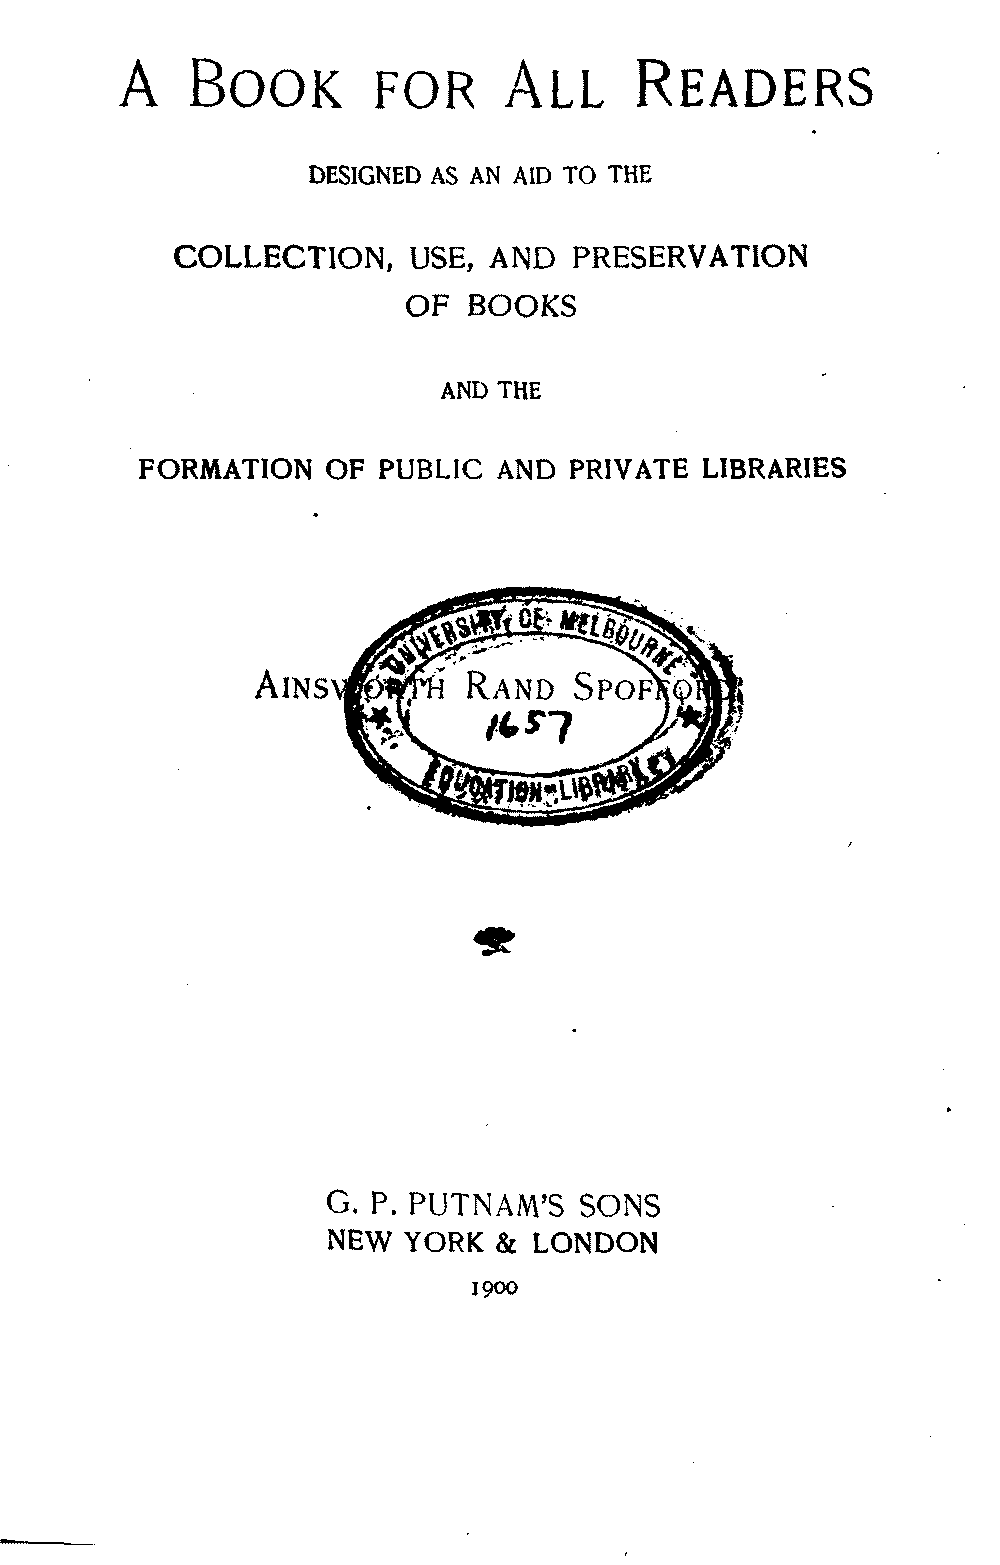 A BOOK FOR ALL READERS
DESIGNED AS AN AID TO THE
COLLECTION, USE, AND PRESERVATION
OF BOOKS
AND THE
FORMATION OF PUBLIC AND PRIVATE LIBRARIES
UNIVERSITY OF MELBOURNE
AINSWORTH RAND SPOFFORD
1657
EDUCATION LIBRARY
G. P. PUTNAM'S SONS
NEW YORK & LONDON
1900